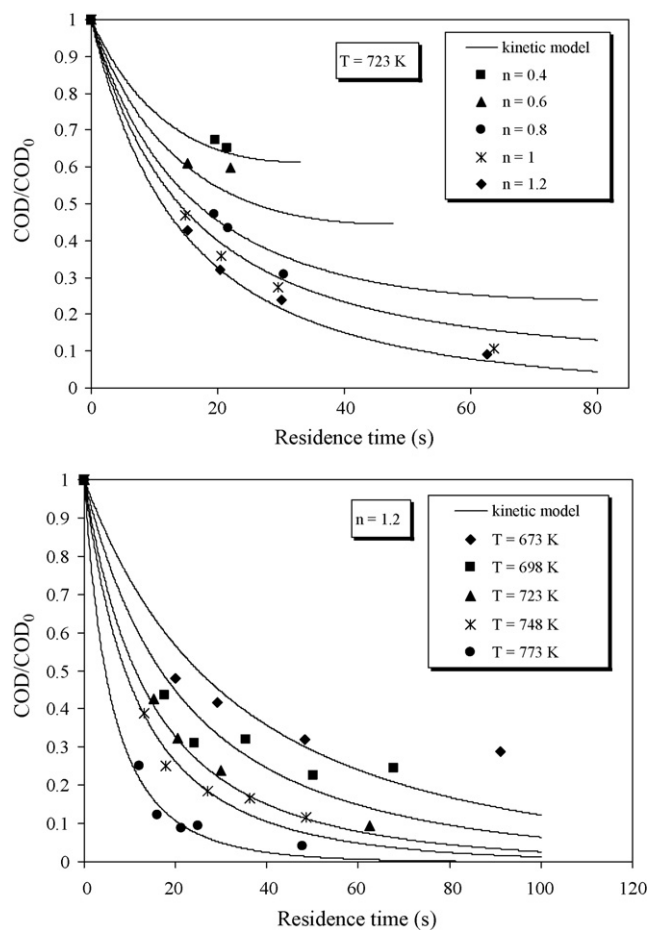 1
0.9
0.8
0.7
0.6
0.5
0.4
0.3
0.2
0.1
0
COD/COD0
T = 723 K
kinetic model
n = 0.4
n = 0.6
n = 0.8
n = 1
n = 1.2
0 20 40 60 80
Residence time (s)
1
0.9
0.8
0.7
0.6
0.5
0.4
0.3
0.2
0.1
0
COD/COD0
n = 1.2
kinetic model
T = 673 K
T = 698 K
T = 723 K
T = 748 K
T = 773 K
0 20 40 60 80 100 120
Residence time (s)